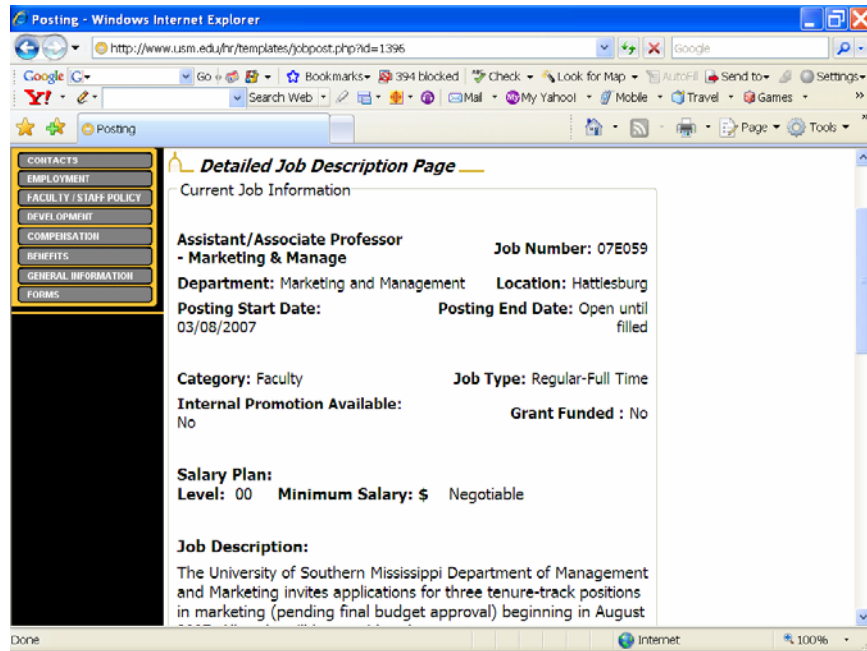 Posting - Windows Internet Explorer
http://www.usm.edu/hr/templates/jobpost.php?id=1396
Google
Google G
Go
Bookmarks
394 blocked
Check
Look for Map
AutoFill
Send to
Settings
Y!
Search Web
Mail
My Yahoo!
Mobile
Travel
Games
»
Posting
Page
Tools
»
CONTACTS
EMPLOYMENT
FACULTY / STAFF POLICY
DEVELOPMENT
COMPENSATION
BENEFITS
GENERAL INFORMATION
FORMS
Detailed Job Description Page
Current Job Information
Assistant/Associate Professor
- Marketing & Manage
Job Number: 07E059
Department: Marketing and Management Location: Hattlesburg
Posting Start Date:
03/08/2007
Posting End Date: Open until
filled
Category: Faculty Job Type: Regular-Full Time
Internal Promotion Available:
No
Grant Funded : No
Salary Plan:
Level: 00 Minimum Salary: $ Negotiable
Job Description:
The University of Southern Mississippi Department of Management
and Marketing invites applications for three tenure-track positions
in marketing (pending final budget approval) beginning in August
Done
Internet
100%